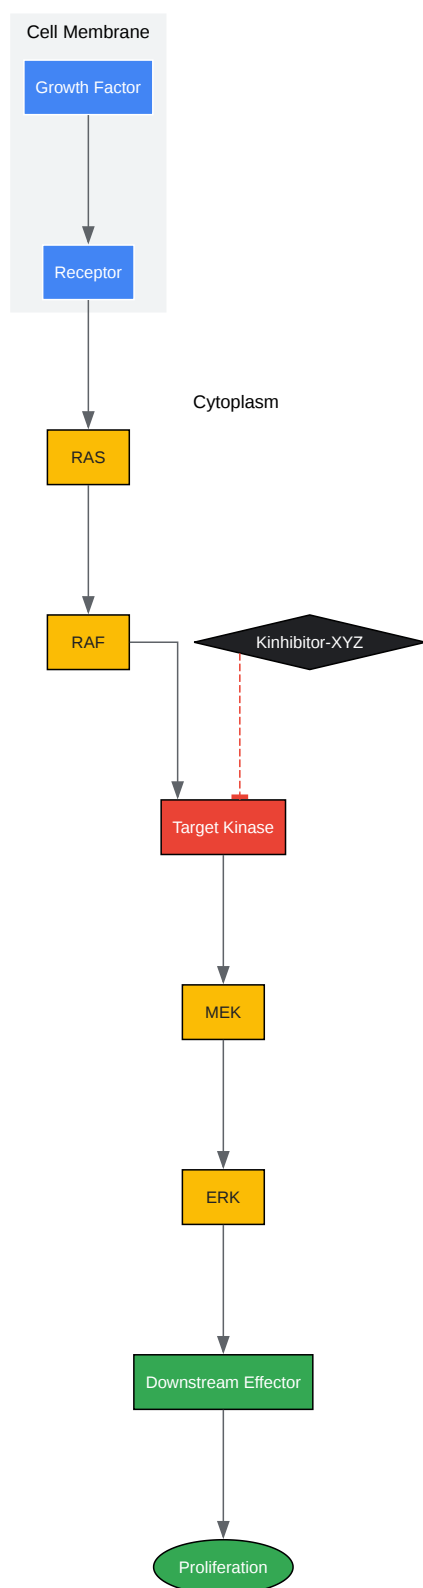 Cell Membrane
Growth Factor
Receptor
Cytoplasm
RAS
RAF
Kinhibitor-XYZ
Target Kinase
MEK
ERK
Downstream Effector
Proliferation